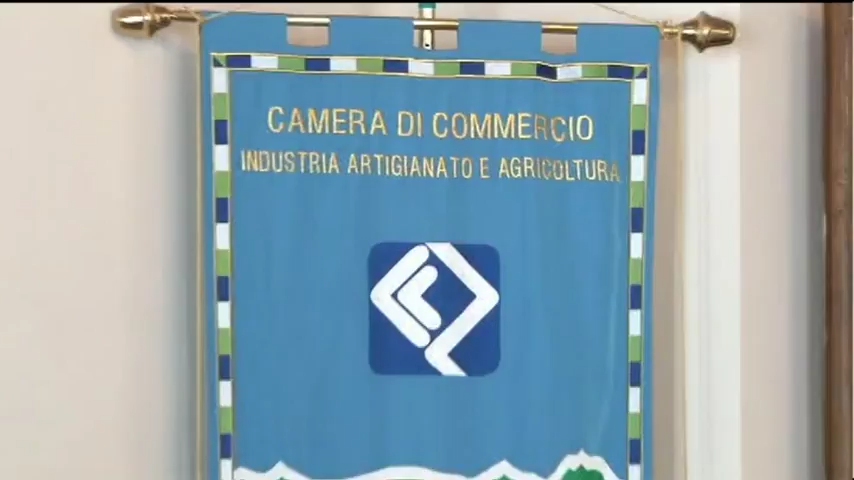 CAMERA DI COMMERCIO
INDUSTRIA ARTIGIANATO E AGRICOLTURA